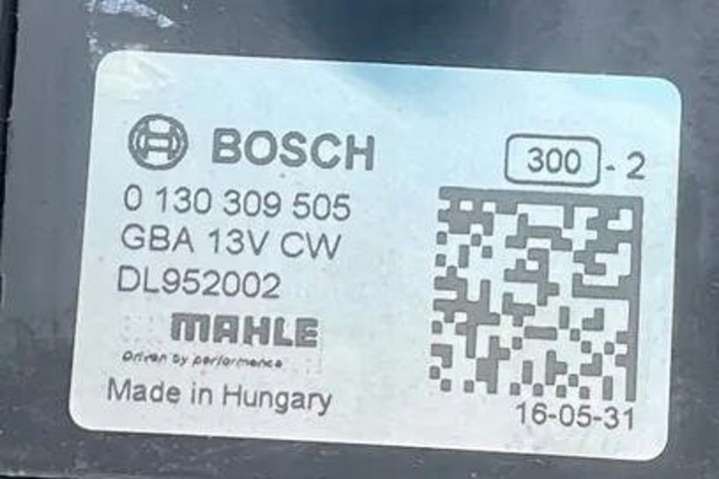 BOSCH
300 - 2
0 130 309 505
GBA 13V CW
DL952002
MAHLE
Driven by performance
Made in Hungary
16-05-31